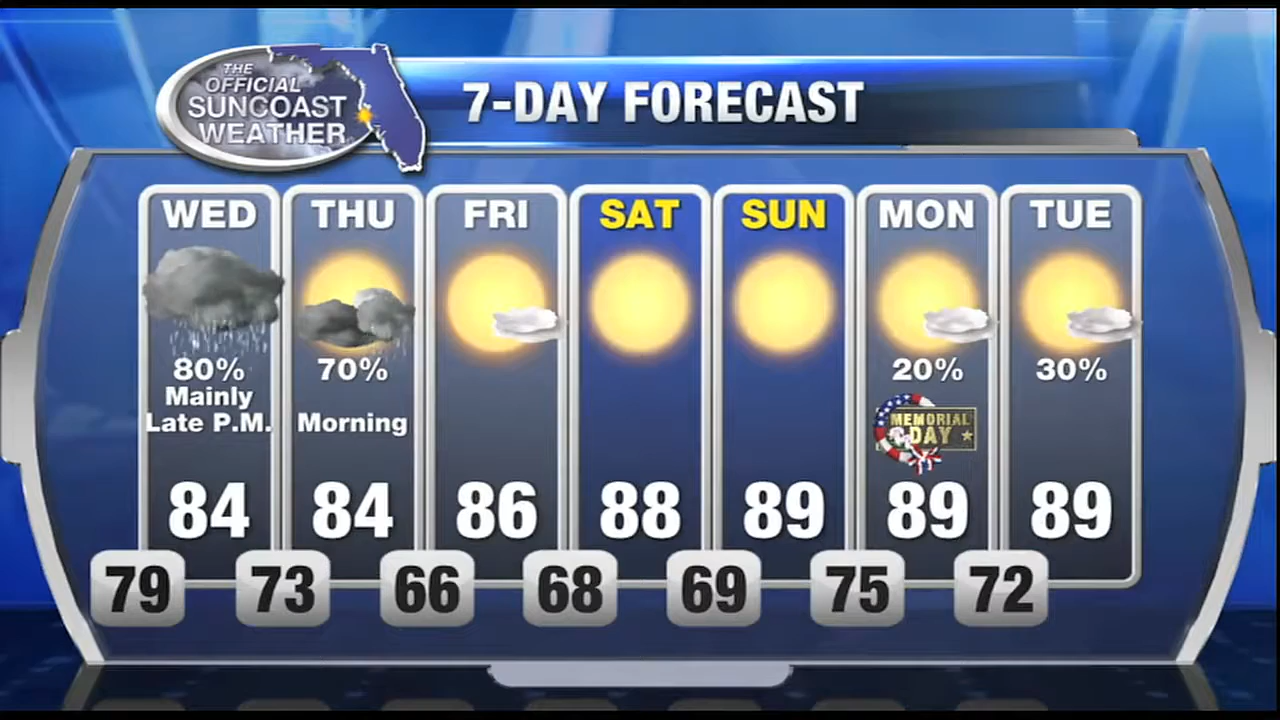 THE
OFFICIAL
SUNCOAST
WEATHER
7-DAY FORECAST
WED THU FRI SAT SUN MON TUE
80% 70% 20% 30%
Mainly
Late P.M. Morning
MEMORIAL
DAY
84 84 86 88 89 89 89
79 73 66 68 69 75 72